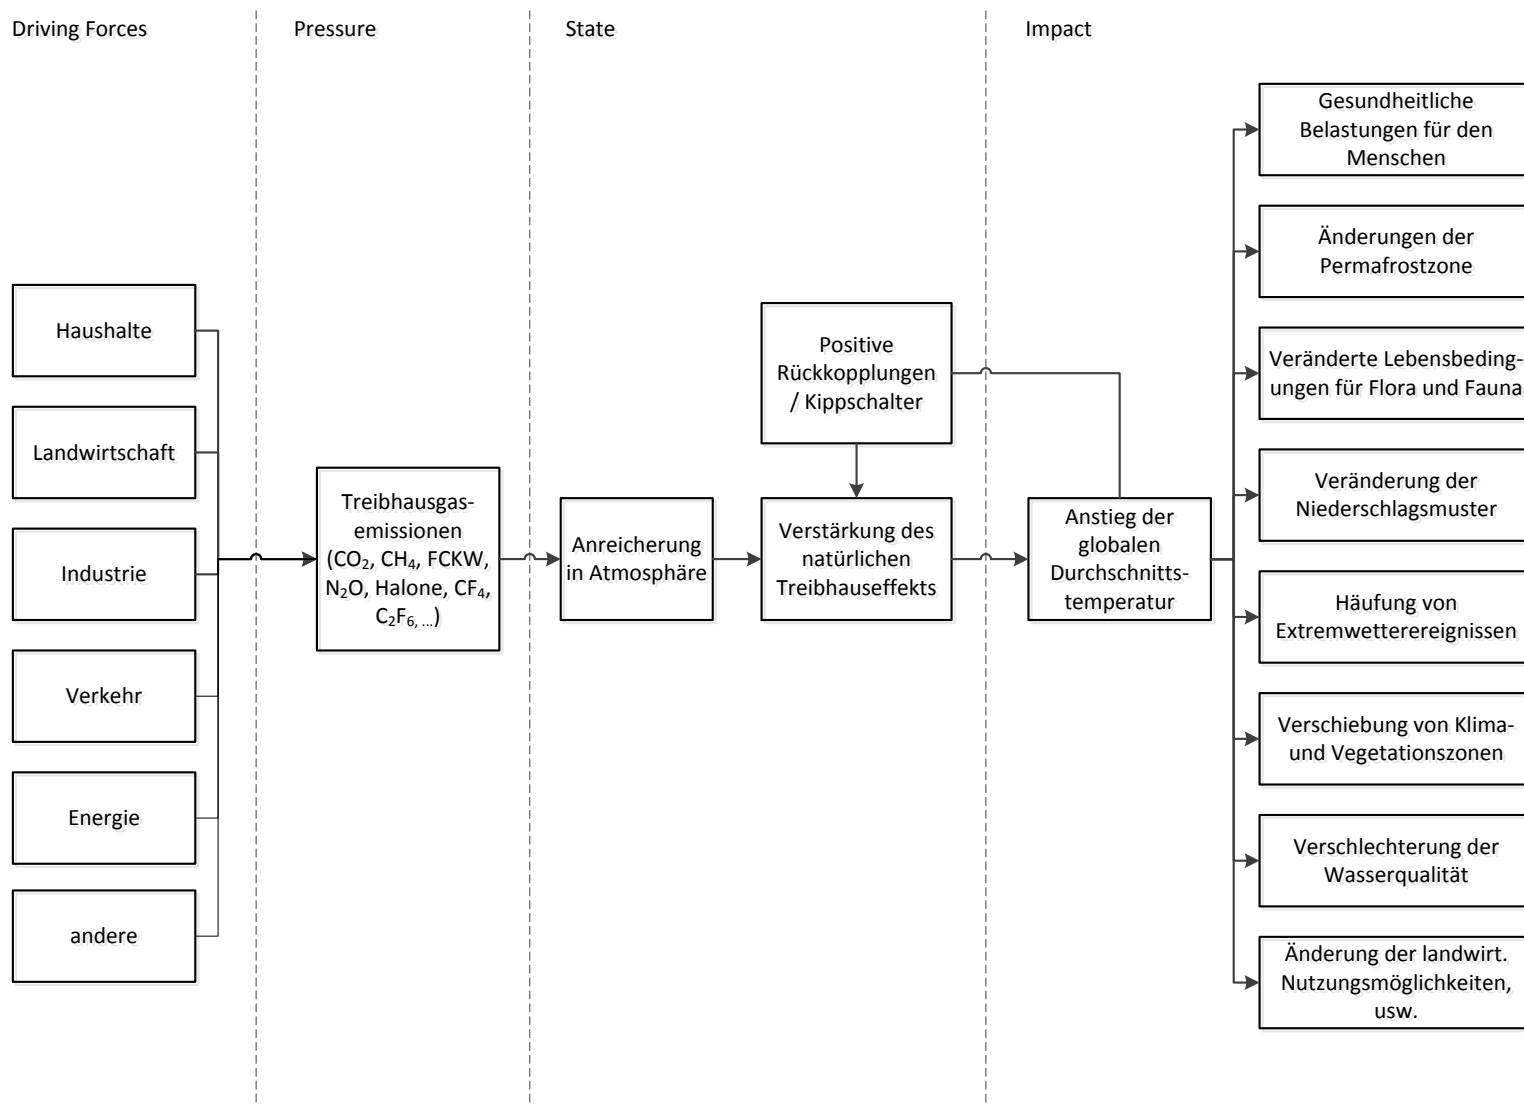 Driving Forces
Pressure
State
Impact
Haushalte
Landwirtschaft
Industrie
Verkehr
Energie
andere
Treibhausgas-
emissionen
(CO₂, CH₄, FCKW,
N₂O, Halone, CF₄,
C₂F₆, ...)
Anreicherung
in Atmosphäre
Positive
Rückkopplungen
/ Kippschalter
Verstärkung des
natürlichen
Treibhauseffekts
Anstieg der
globalen
Durchschnitts-
temperatur
Gesundheitliche
Belastungen für den
Menschen
Änderungen der
Permafrostzone
Veränderte Lebensbeding-
ungen für Flora und Fauna
Veränderung der
Niederschlagsmuster
Häufung von
Extremwetterereignissen
Verschiebung von Klima-
und Vegetationszonen
Verschlechterung der
Wasserqualität
Änderung der landwirt.
Nutzungsmöglichkeiten,
usw.